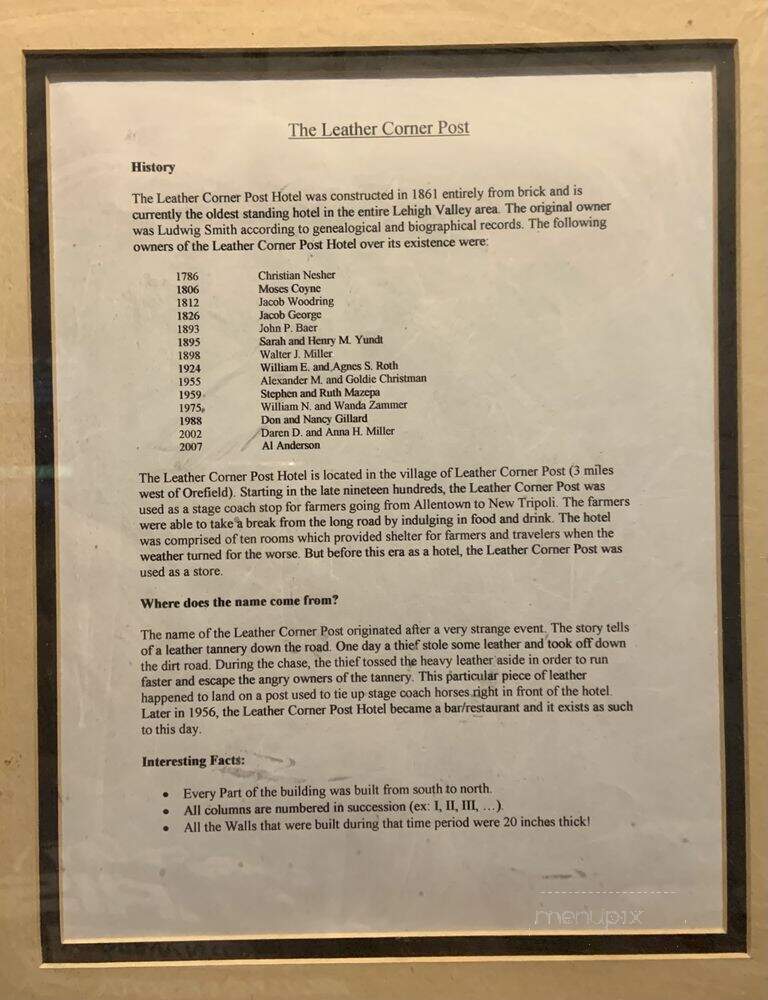 The Leather Corner Post
History
The Leather Corner Post Hotel was constructed in 1861 entirely from brick and is
currently the oldest standing hotel in the entire Lehigh Valley area. The original owner
was Ludwig Smith according to genealogical and biographical records. The following
owners of the Leather Corner Post Hotel over its existence were:
1786 Christian Nesher
1806 Moses Coyne
1812 Jacob Woodring
1826 Jacob George
1893 John P. Baer
1895 Sarah and Henry M. Yundt
1898 Walter J. Miller
1924 William E. and Agnes S. Roth
1955 Alexander M. and Goldie Christman
1959 Stephen and Ruth Mazepa
1975 William N. and Wanda Zammer
1988 Don and Nancy Gillard
2002 Daren D. and Anna H. Miller
2007 Al Anderson
The Leather Corner Post Hotel is located in the village of Leather Corner Post (3 miles
west of Orefield). Starting in the late nineteen hundreds, the Leather Corner Post was
used as a stage coach stop for farmers going from Allentown to New Tripoli. The farmers
were able to take a break from the long road by indulging in food and drink. The hotel
was comprised of ten rooms which provided shelter for farmers and travelers when the
weather turned for the worse. But before this era as a hotel, the Leather Corner Post was
used as a store.
Where does the name come from?
The name of the Leather Corner Post originated after a very strange event. The story tells
of a leather tannery down the road. One day a thief stole some leather and took off down
the dirt road. During the chase, the thief tossed the heavy leather aside in order to run
faster and escape the angry owners of the tannery. This particular piece of leather
happened to land on a post used to tie up stage coach horses right in front of the hotel.
Later in 1956, the Leather Corner Post Hotel became a bar/restaurant and it exists as such
to this day.
Interesting Facts:
• Every Part of the building was built from south to north.
• All columns are numbered in succession (ex: I, II, III, …).
• All the Walls that were built during that time period were 20 inches thick!
menupix